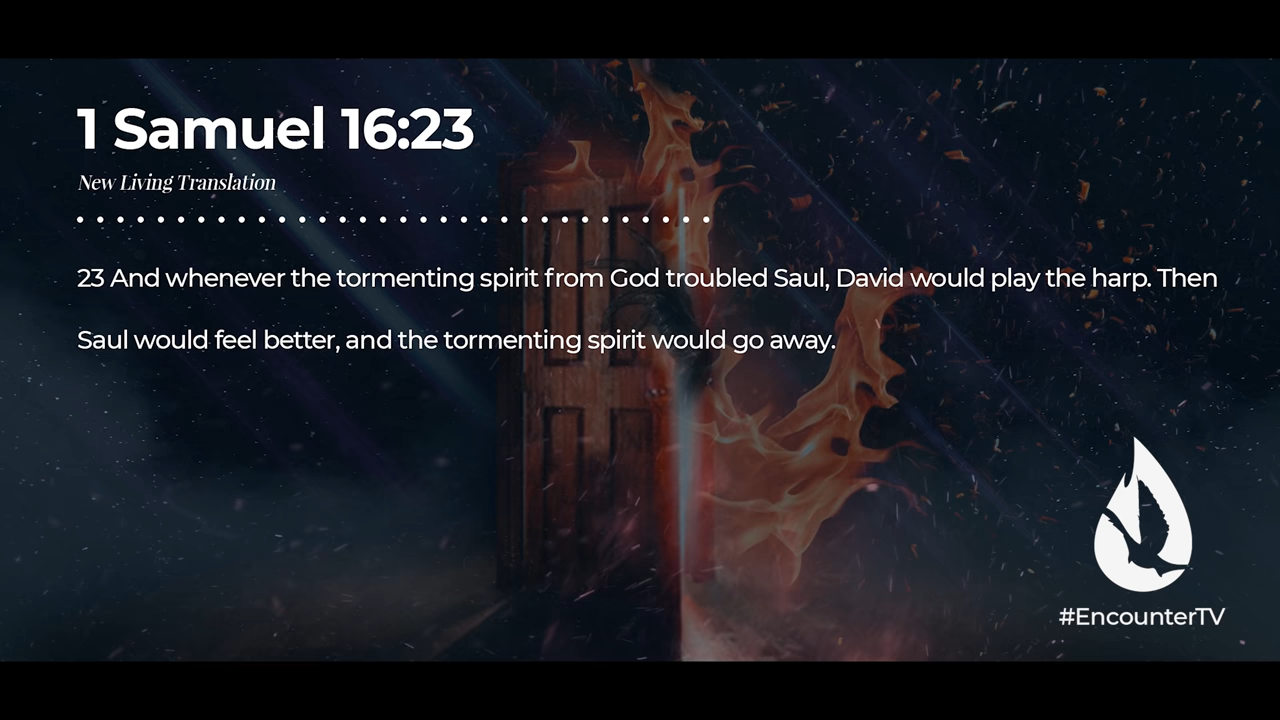 1 Samuel 16:23
New Living Translation
23 And whenever the tormenting spirit from God troubled Saul, David would play the harp. Then
Saul would feel better, and the tormenting spirit would go away.
#EncounterTV